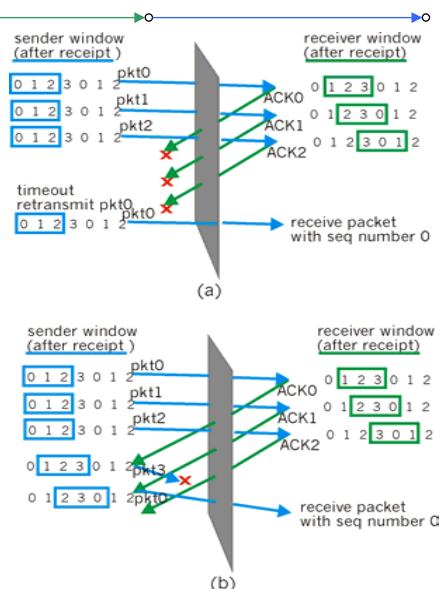 sender window
(after receipt)
receiver window
(after receipt)
0 1 2 3 0 1 2
pkt0
ACK0
0 1 2 3 0 1 2
0 1 2 3 0 1 2
pkt1
ACK1
0 1 2 3 0 1 2
0 1 2 3 0 1 2
pkt2
ACK2
0 1 2 3 0 1 2
timeout
retransmit pkt0
0 1 2 3 0 1 2
pkt0
receive packet
with seq number 0
(a)
sender window
(after receipt)
receiver window
(after receipt)
0 1 2 3 0 1 2
pkt0
ACK0
0 1 2 3 0 1 2
0 1 2 3 0 1 2
pkt1
ACK1
0 1 2 3 0 1 2
0 1 2 3 0 1 2
pkt2
ACK2
0 1 2 3 0 1 2
0 1 2 3 0 1 2
pkt3
0 1 2 3 0 1 2
pkt0
receive packet
with seq number 0
(b)